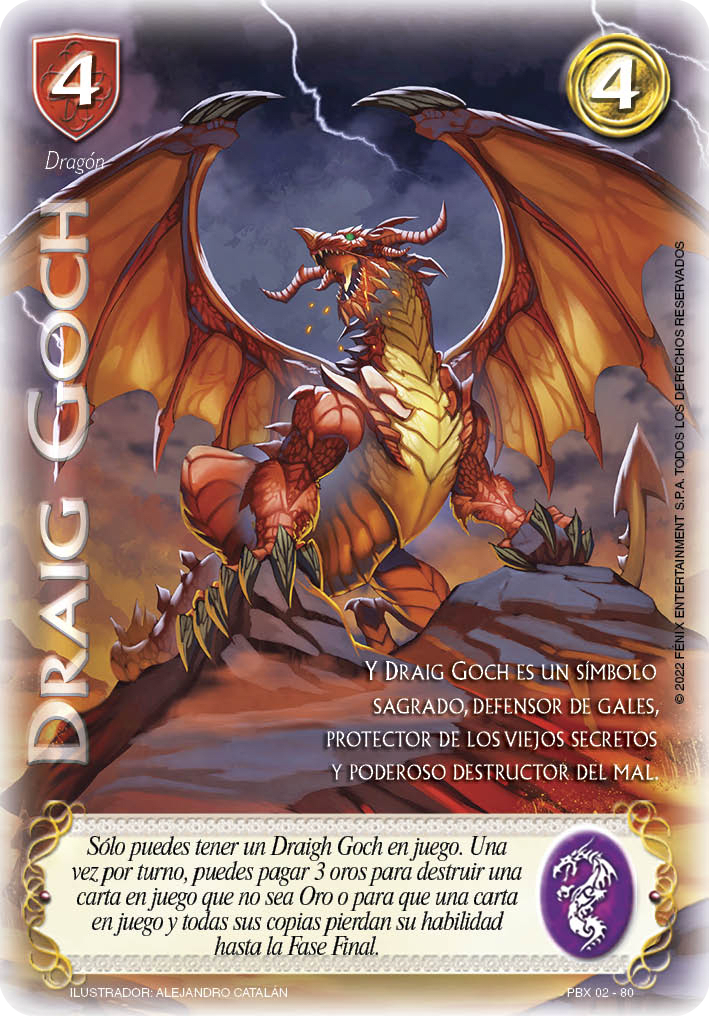 4
4
Dragón
DRAIG GOCH
© 2022 FÉNIX ENTERTAINMENT S.P.A. TODOS LOS DERECHOS RESERVADOS
Y DRAIG GOCH ES UN SÍMBOLO
SAGRADO, DEFENSOR DE GALES,
PROTECTOR DE LOS VIEJOS SECRETOS
Y PODEROSO DESTRUCTOR DEL MAL.
Sólo puedes tener un Draigh Goch en juego. Una
vez por turno, puedes pagar 3 oros para destruir una
carta en juego que no sea Oro o para que una carta
en juego y todas sus copias pierdan su habilidad
hasta la Fase Final.
ILUSTRADOR: ALEJANDRO CATALÁN
PBX 02 - 80